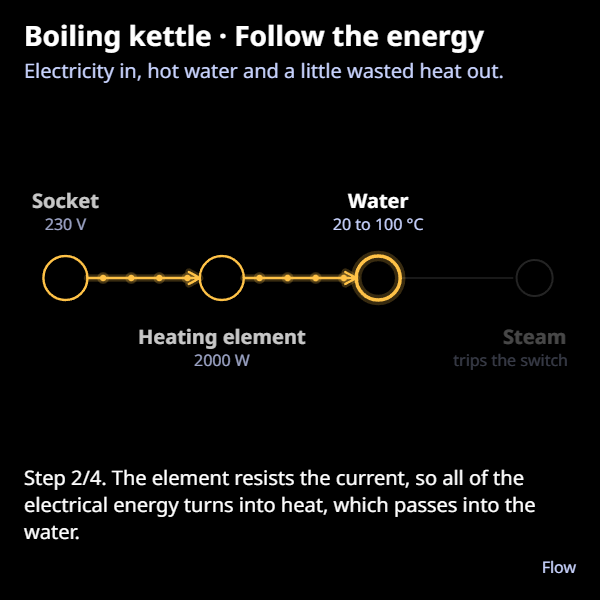 Boiling kettle · Follow the energy
Electricity in, hot water and a little wasted heat out.
Socket
230 V
Water
20 to 100 °C
Heating element
2000 W
Steam
trips the switch
Step 2/4. The element resists the current, so all of the
electrical energy turns into heat, which passes into the
water.
Flow